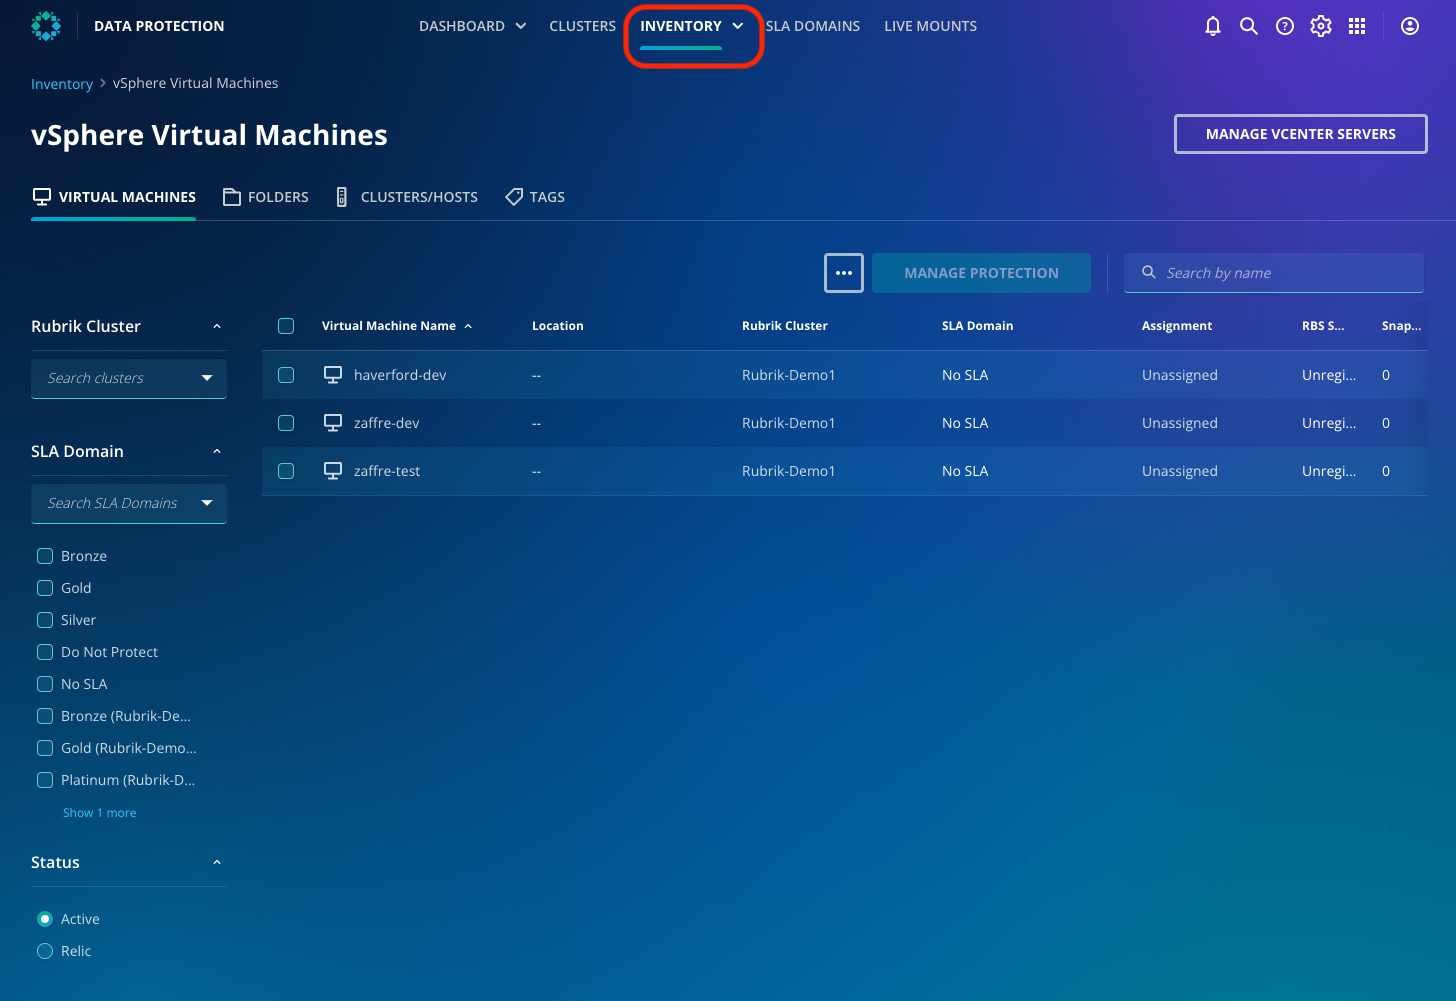 DATA PROTECTION
DASHBOARD CLUSTERS INVENTORY SLA DOMAINS LIVE MOUNTS
Inventory > vSphere Virtual Machines
vSphere Virtual Machines
MANAGE VCENTER SERVERS
VIRTUAL MACHINES FOLDERS CLUSTERS/HOSTS TAGS
... MANAGE PROTECTION Search by name
Rubrik Cluster
Search clusters
SLA Domain
Search SLA Domains
Bronze
Gold
Silver
Do Not Protect
No SLA
Bronze (Rubrik-De...
Gold (Rubrik-Demo...
Platinum (Rubrik-D...
Show 1 more
Status
Active
Relic
Virtual Machine Name Location Rubrik Cluster SLA Domain Assignment RBS S... Snap...
haverford-dev -- Rubrik-Demo1 No SLA Unassigned Unregi... 0
zaffre-dev -- Rubrik-Demo1 No SLA Unassigned Unregi... 0
zaffre-test -- Rubrik-Demo1 No SLA Unassigned Unregi... 0